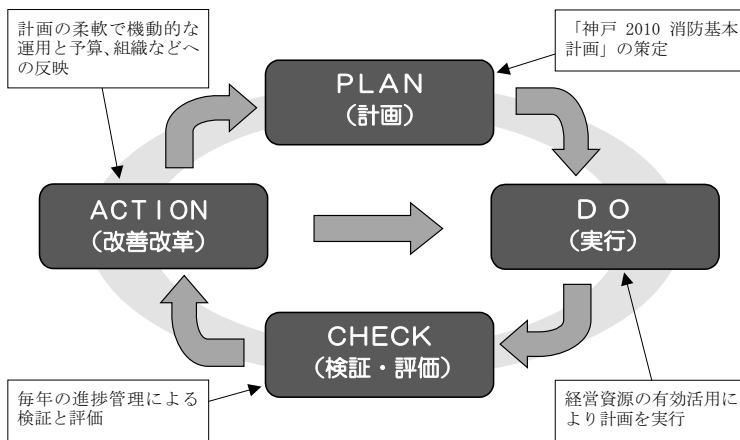 計画の柔軟で機動的な
運用と予算、組織などへ
の反映
「神戸 2010 消防基本
計画」の策定
PLAN
(計画)
ACTION
(改善改革)
DO
(実行)
CHECK
(検証・評価)
毎年の進捗管理による
検証と評価
経営資源の有効活用に
より計画を実行